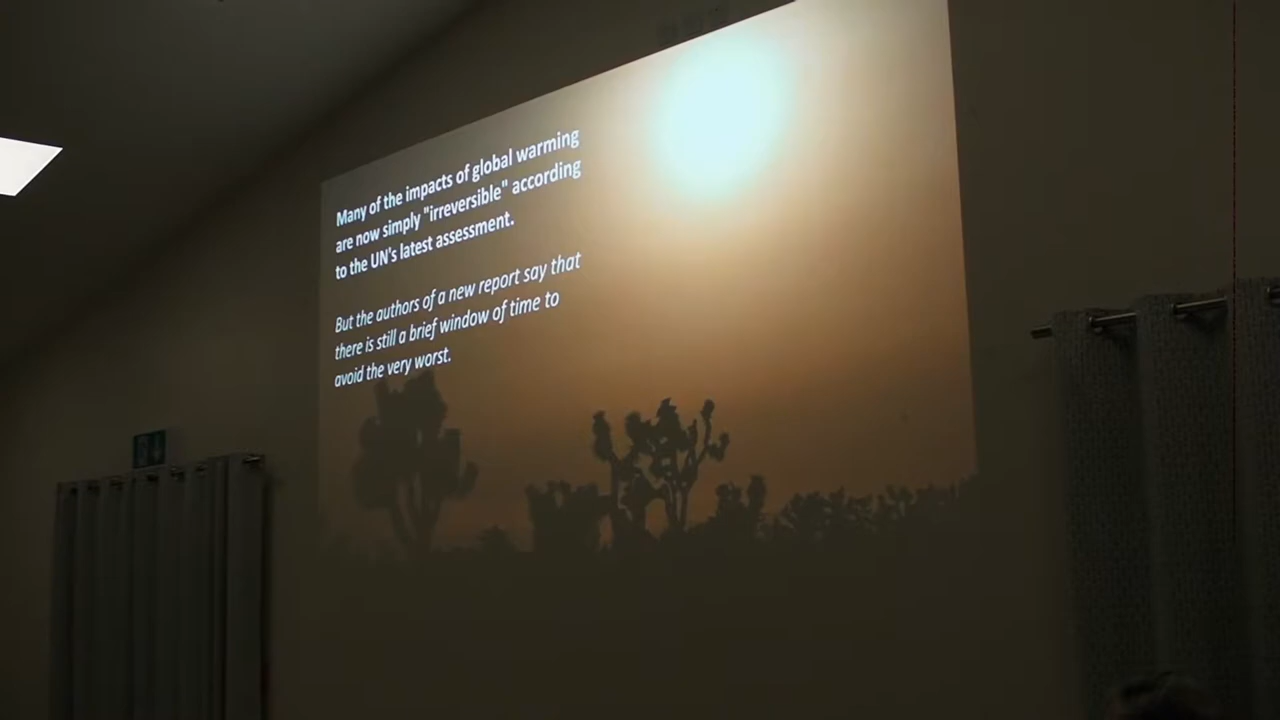 Many of the impacts of global warming
are now simply "irreversible" according
to the UN's latest assessment.
But the authors of a new report say that
there is still a brief window of time to
avoid the very worst.